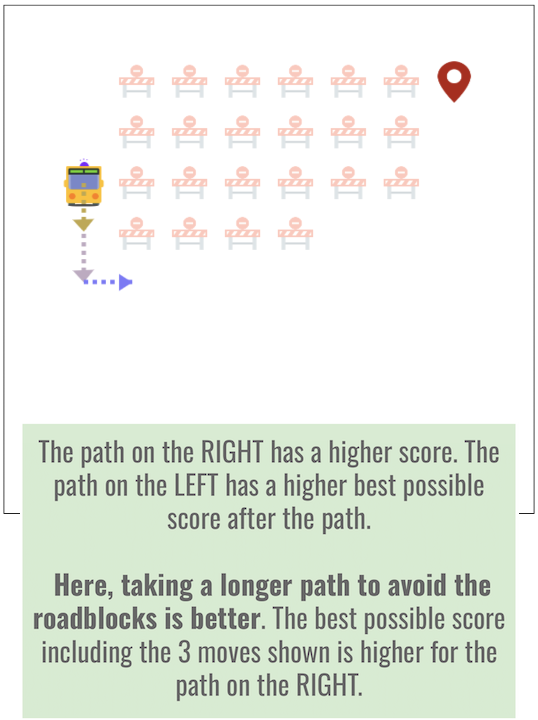 The path on the RIGHT has a higher score. The
path on the LEFT has a higher best possible
score after the path.
Here, taking a longer path to avoid the
roadblocks is better. The best possible score
including the 3 moves shown is higher for the
path on the RIGHT.